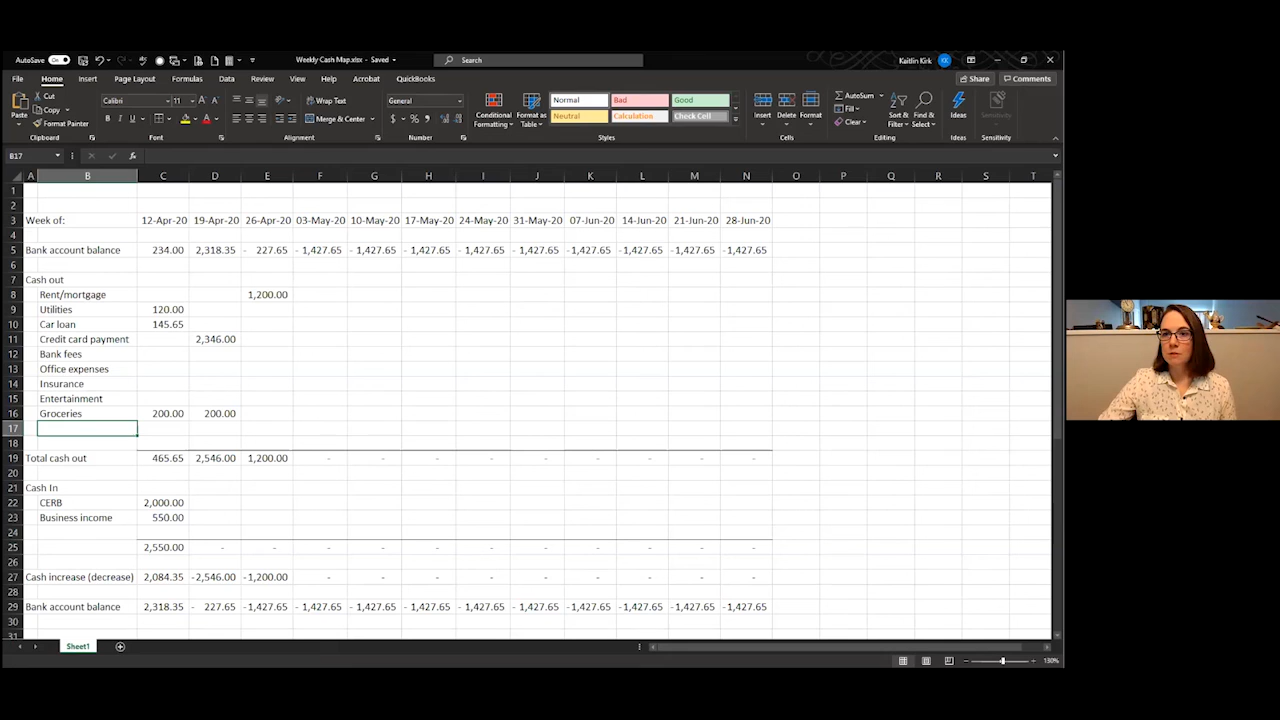 AutoSave On Weekly Cash Map.xlsx - Saved Search Kaitlin Kirk KK
File Home Insert Page Layout Formulas Data Review View Help Acrobat QuickBooks Share Comments
Paste Cut Copy Format Painter Clipboard
Calibri 11 B I U Font
Wrap Text Merge & Center Alignment
General $ % Number
Conditional Formatting Format as Table Normal Bad Good Neutral Calculation Check Cell Styles
Insert Delete Format Cells
AutoSum Fill Clear Sort & Filter Find & Select Editing
Ideas Ideas
Sensitivity Sensitivity
B17 fx
A B C D E F G H I J K L M N O P Q R S T
1
2
3 Week of: 12-Apr-20 19-Apr-20 26-Apr-20 03-May-20 10-May-20 17-May-20 24-May-20 31-May-20 07-Jun-20 14-Jun-20 21-Jun-20 28-Jun-20
4
5 Bank account balance 234.00 2,318.35 - 227.65 - 1,427.65 - 1,427.65 - 1,427.65 - 1,427.65 - 1,427.65 -1,427.65 -1,427.65 -1,427.65 -1,427.65
6
7 Cash out
8 Rent/mortgage 1,200.00
9 Utilities 120.00
10 Car loan 145.65
11 Credit card payment 2,346.00
12 Bank fees
13 Office expenses
14 Insurance
15 Entertainment
16 Groceries 200.00 200.00
17
18
19 Total cash out 465.65 2,546.00 1,200.00 - - - - - - - - -
20
21 Cash In
22 CERB 2,000.00
23 Business income 550.00
24
25 2,550.00 - - - - - - - - - - -
26
27 Cash increase (decrease) 2,084.35 -2,546.00 -1,200.00 - - - - - - - - -
28
29 Bank account balance 2,318.35 - 227.65 -1,427.65 - 1,427.65 - 1,427.65 - 1,427.65 - 1,427.65 - 1,427.65 -1,427.65 -1,427.65 -1,427.65 -1,427.65
30
31
Sheet1
130%